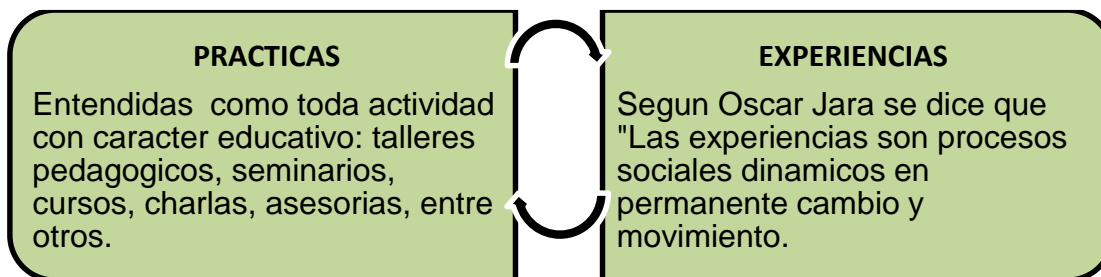 PRACTICAS
Entendidas como toda actividad
con caracter educativo: talleres
pedagogicos, seminarios,
cursos, charlas, asesorias, entre
otros.
EXPERIENCIAS
Segun Oscar Jara se dice que
"Las experiencias son procesos
sociales dinamicos en
permanente cambio y
movimiento.